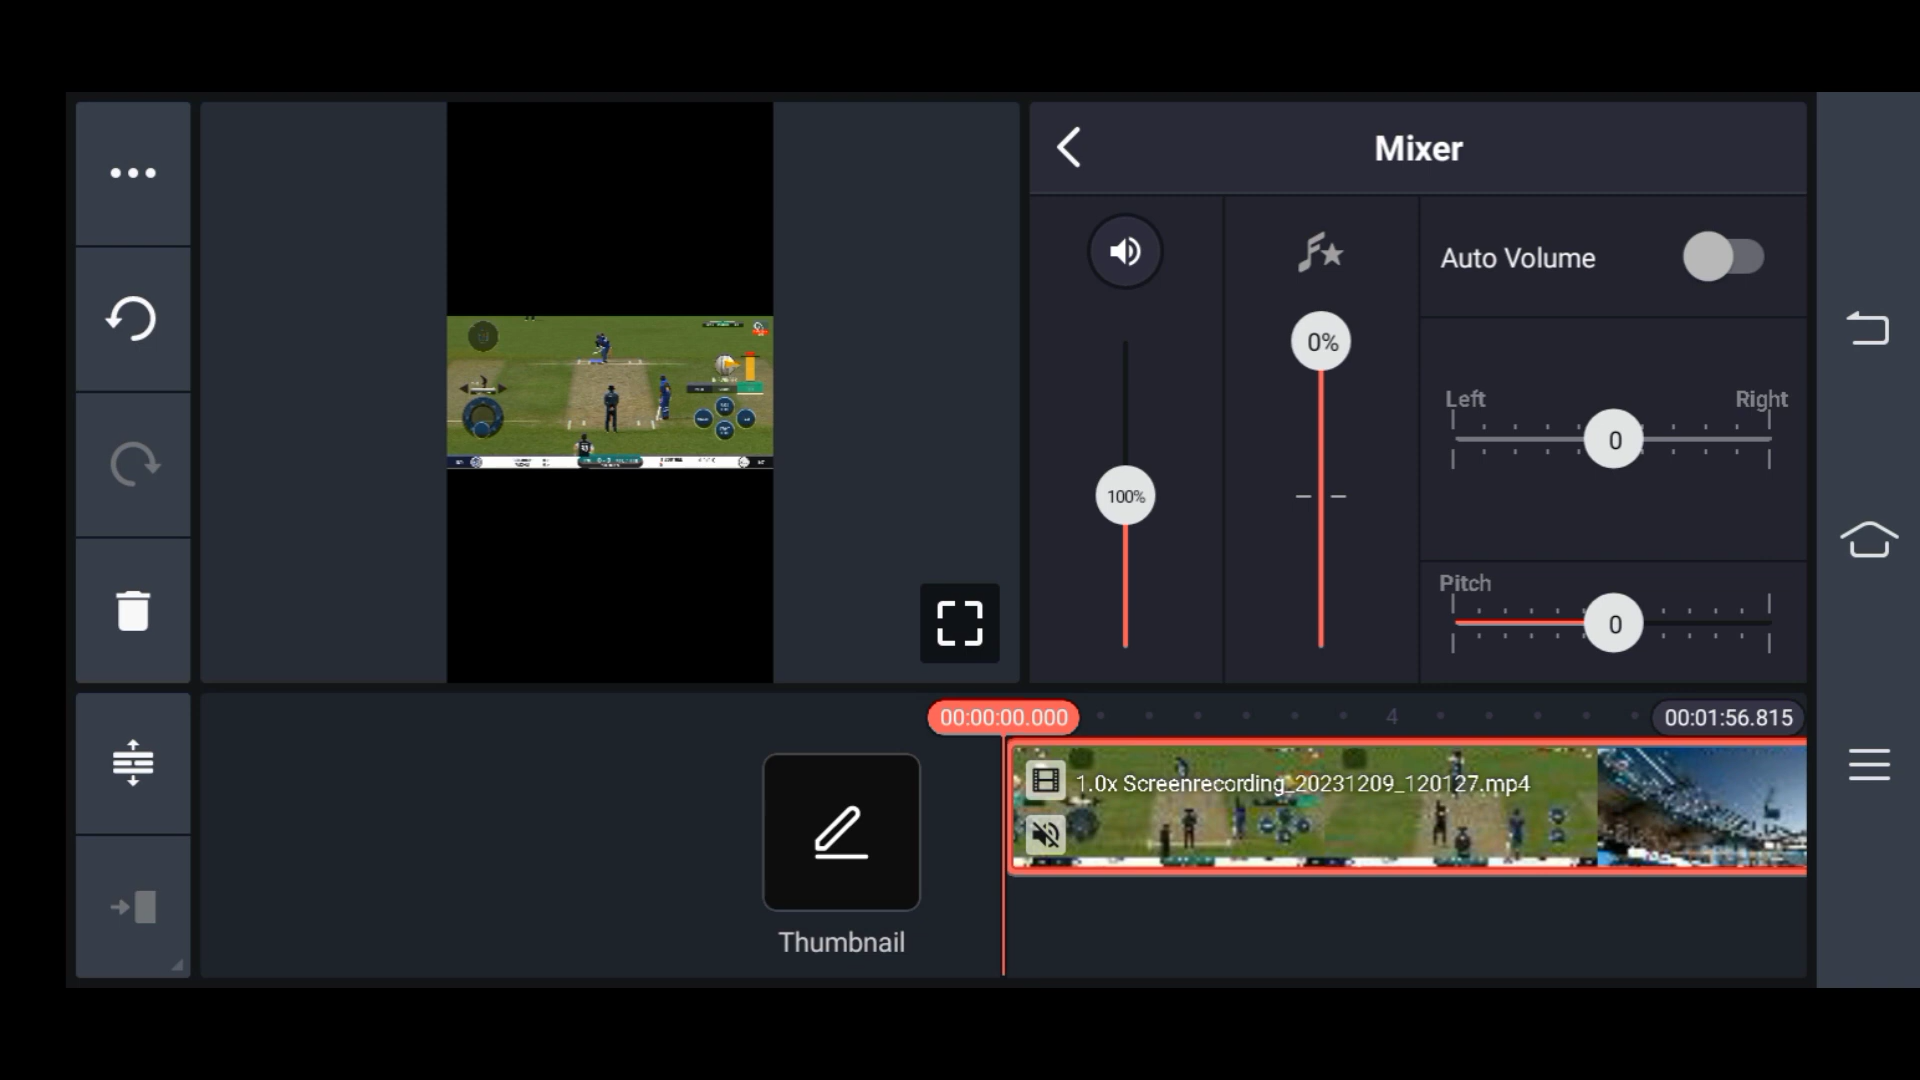 Mixer
Auto Volume
0%
100%
Left
Right
0
Pitch
0
00:00:00.000
4
00:01:56.815
1.0x Screenrecording_20231209_120127.mp4
Thumbnail